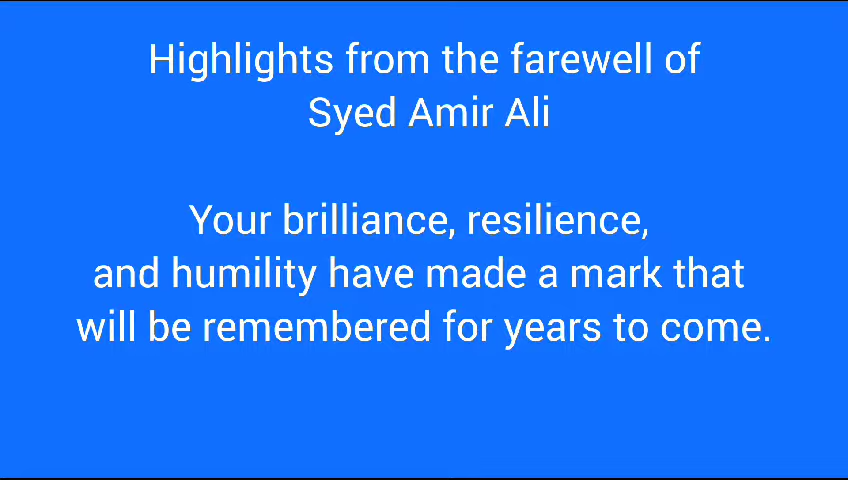 Highlights from the farewell of
Syed Amir Ali
Your brilliance, resilience,
and humility have made a mark that
will be remembered for years to come.